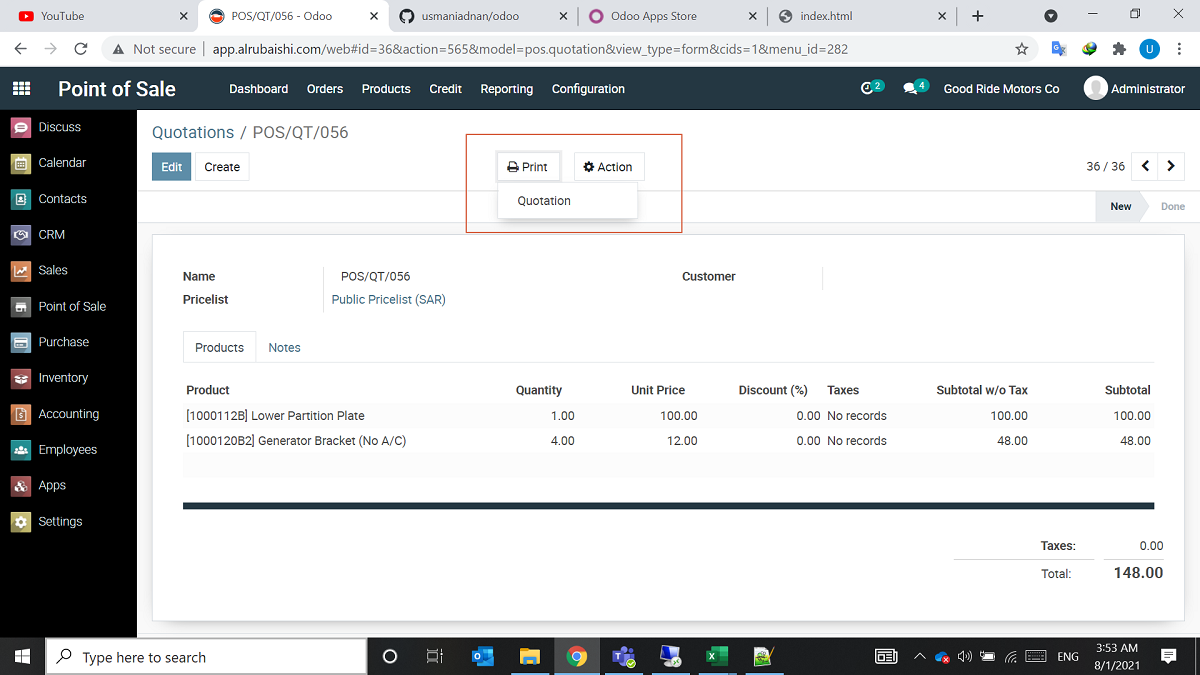 YouTube
POS/QT/056 - Odoo
usmaniadnan/odoo
Odoo Apps Store
index.html
Not secure app.alrubaishi.com/web#id=36&action=565&model=pos.quotation&view_type=form&cids=1&menu_id=282
U
Point of Sale Dashboard Orders Products Credit Reporting Configuration 2 4 Good Ride Motors Co Administrator
Discuss
Calendar
Contacts
CRM
Sales
Point of Sale
Purchase
Inventory
Accounting
Employees
Apps
Settings
Quotations / POS/QT/056
Edit Create Print Action 36 / 36
Quotation
New Done
Name POS/QT/056 Customer
Pricelist Public Pricelist (SAR)
Products Notes
Product Quantity Unit Price Discount (%) Taxes Subtotal w/o Tax Subtotal
[1000112B] Lower Partition Plate 1.00 100.00 0.00 No records 100.00 100.00
[1000120B2] Generator Bracket (No A/C) 4.00 12.00 0.00 No records 48.00 48.00
Taxes: 0.00
Total: 148.00
Type here to search
ENG
3:53 AM
8/1/2021